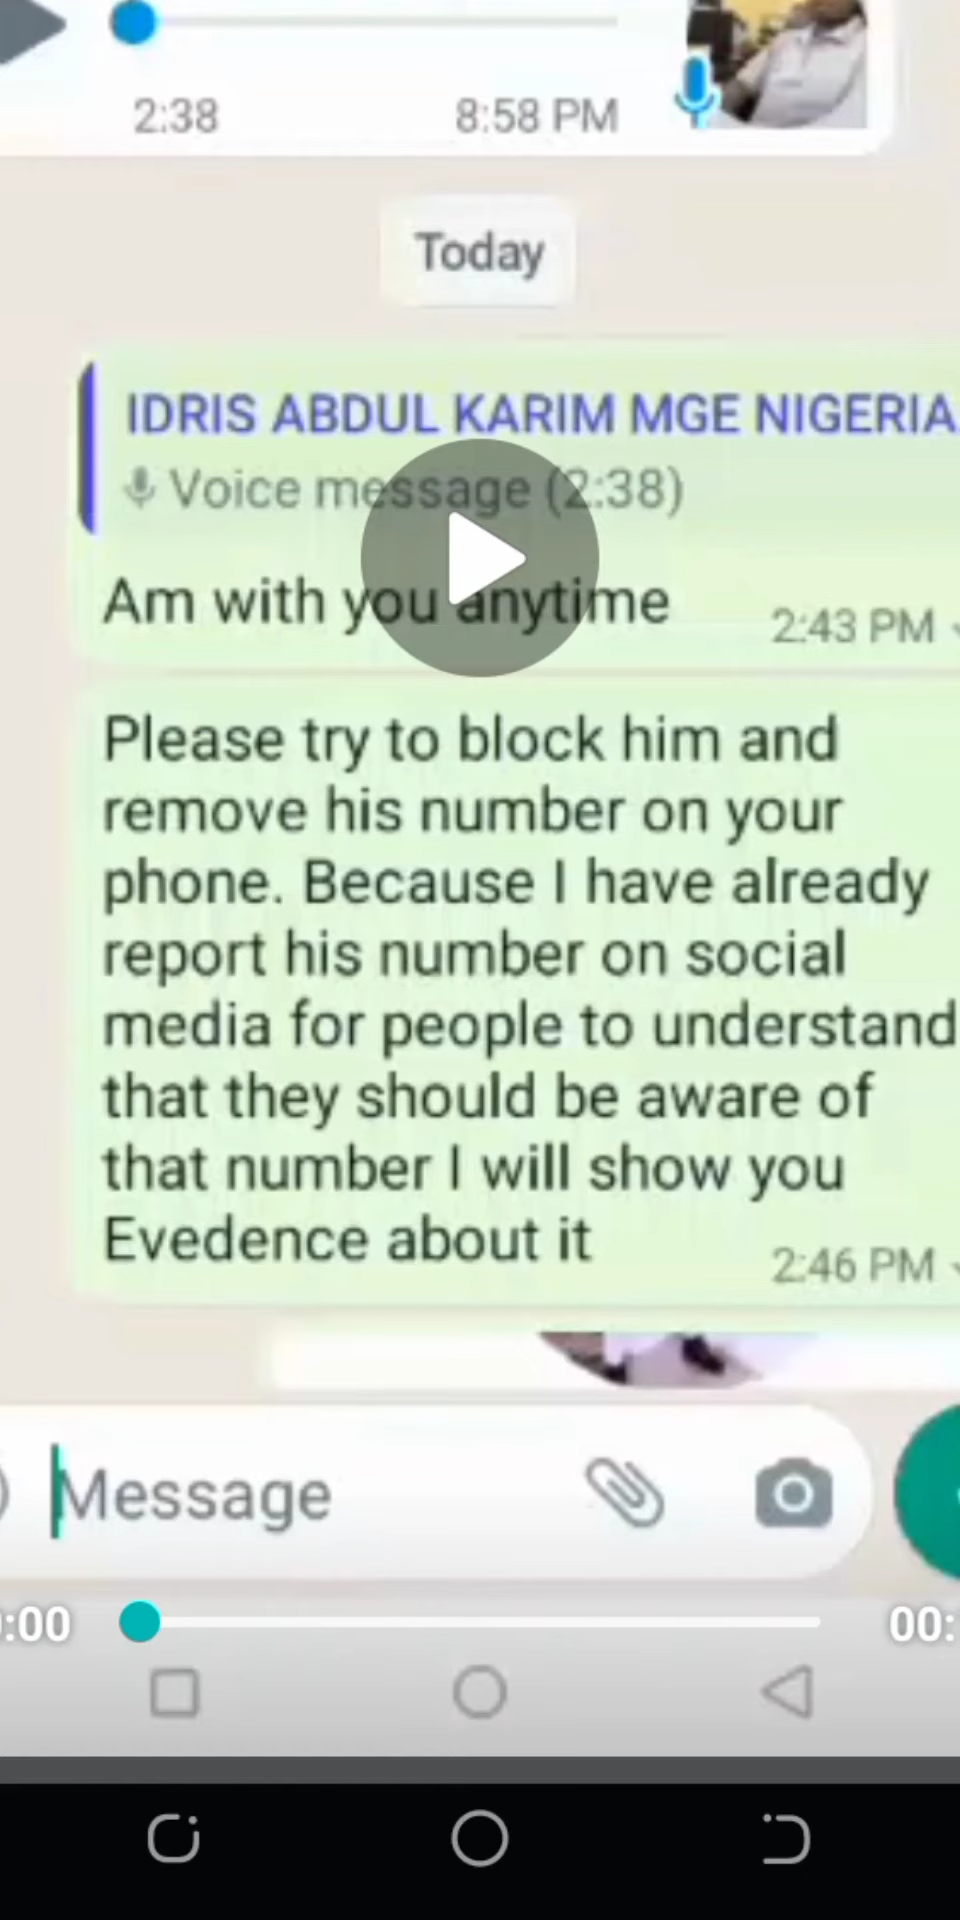 2:38 8:58 PM
Today
IDRIS ABDUL KARIM MGE NIGERIA
Voice message (2:38)
Am with you anytime
2:43 PM
Please try to block him and
remove his number on your
phone. Because I have already
report his number on social
media for people to understand
that they should be aware of
that number I will show you
Evedence about it
2:46 PM
Message
:00 00: